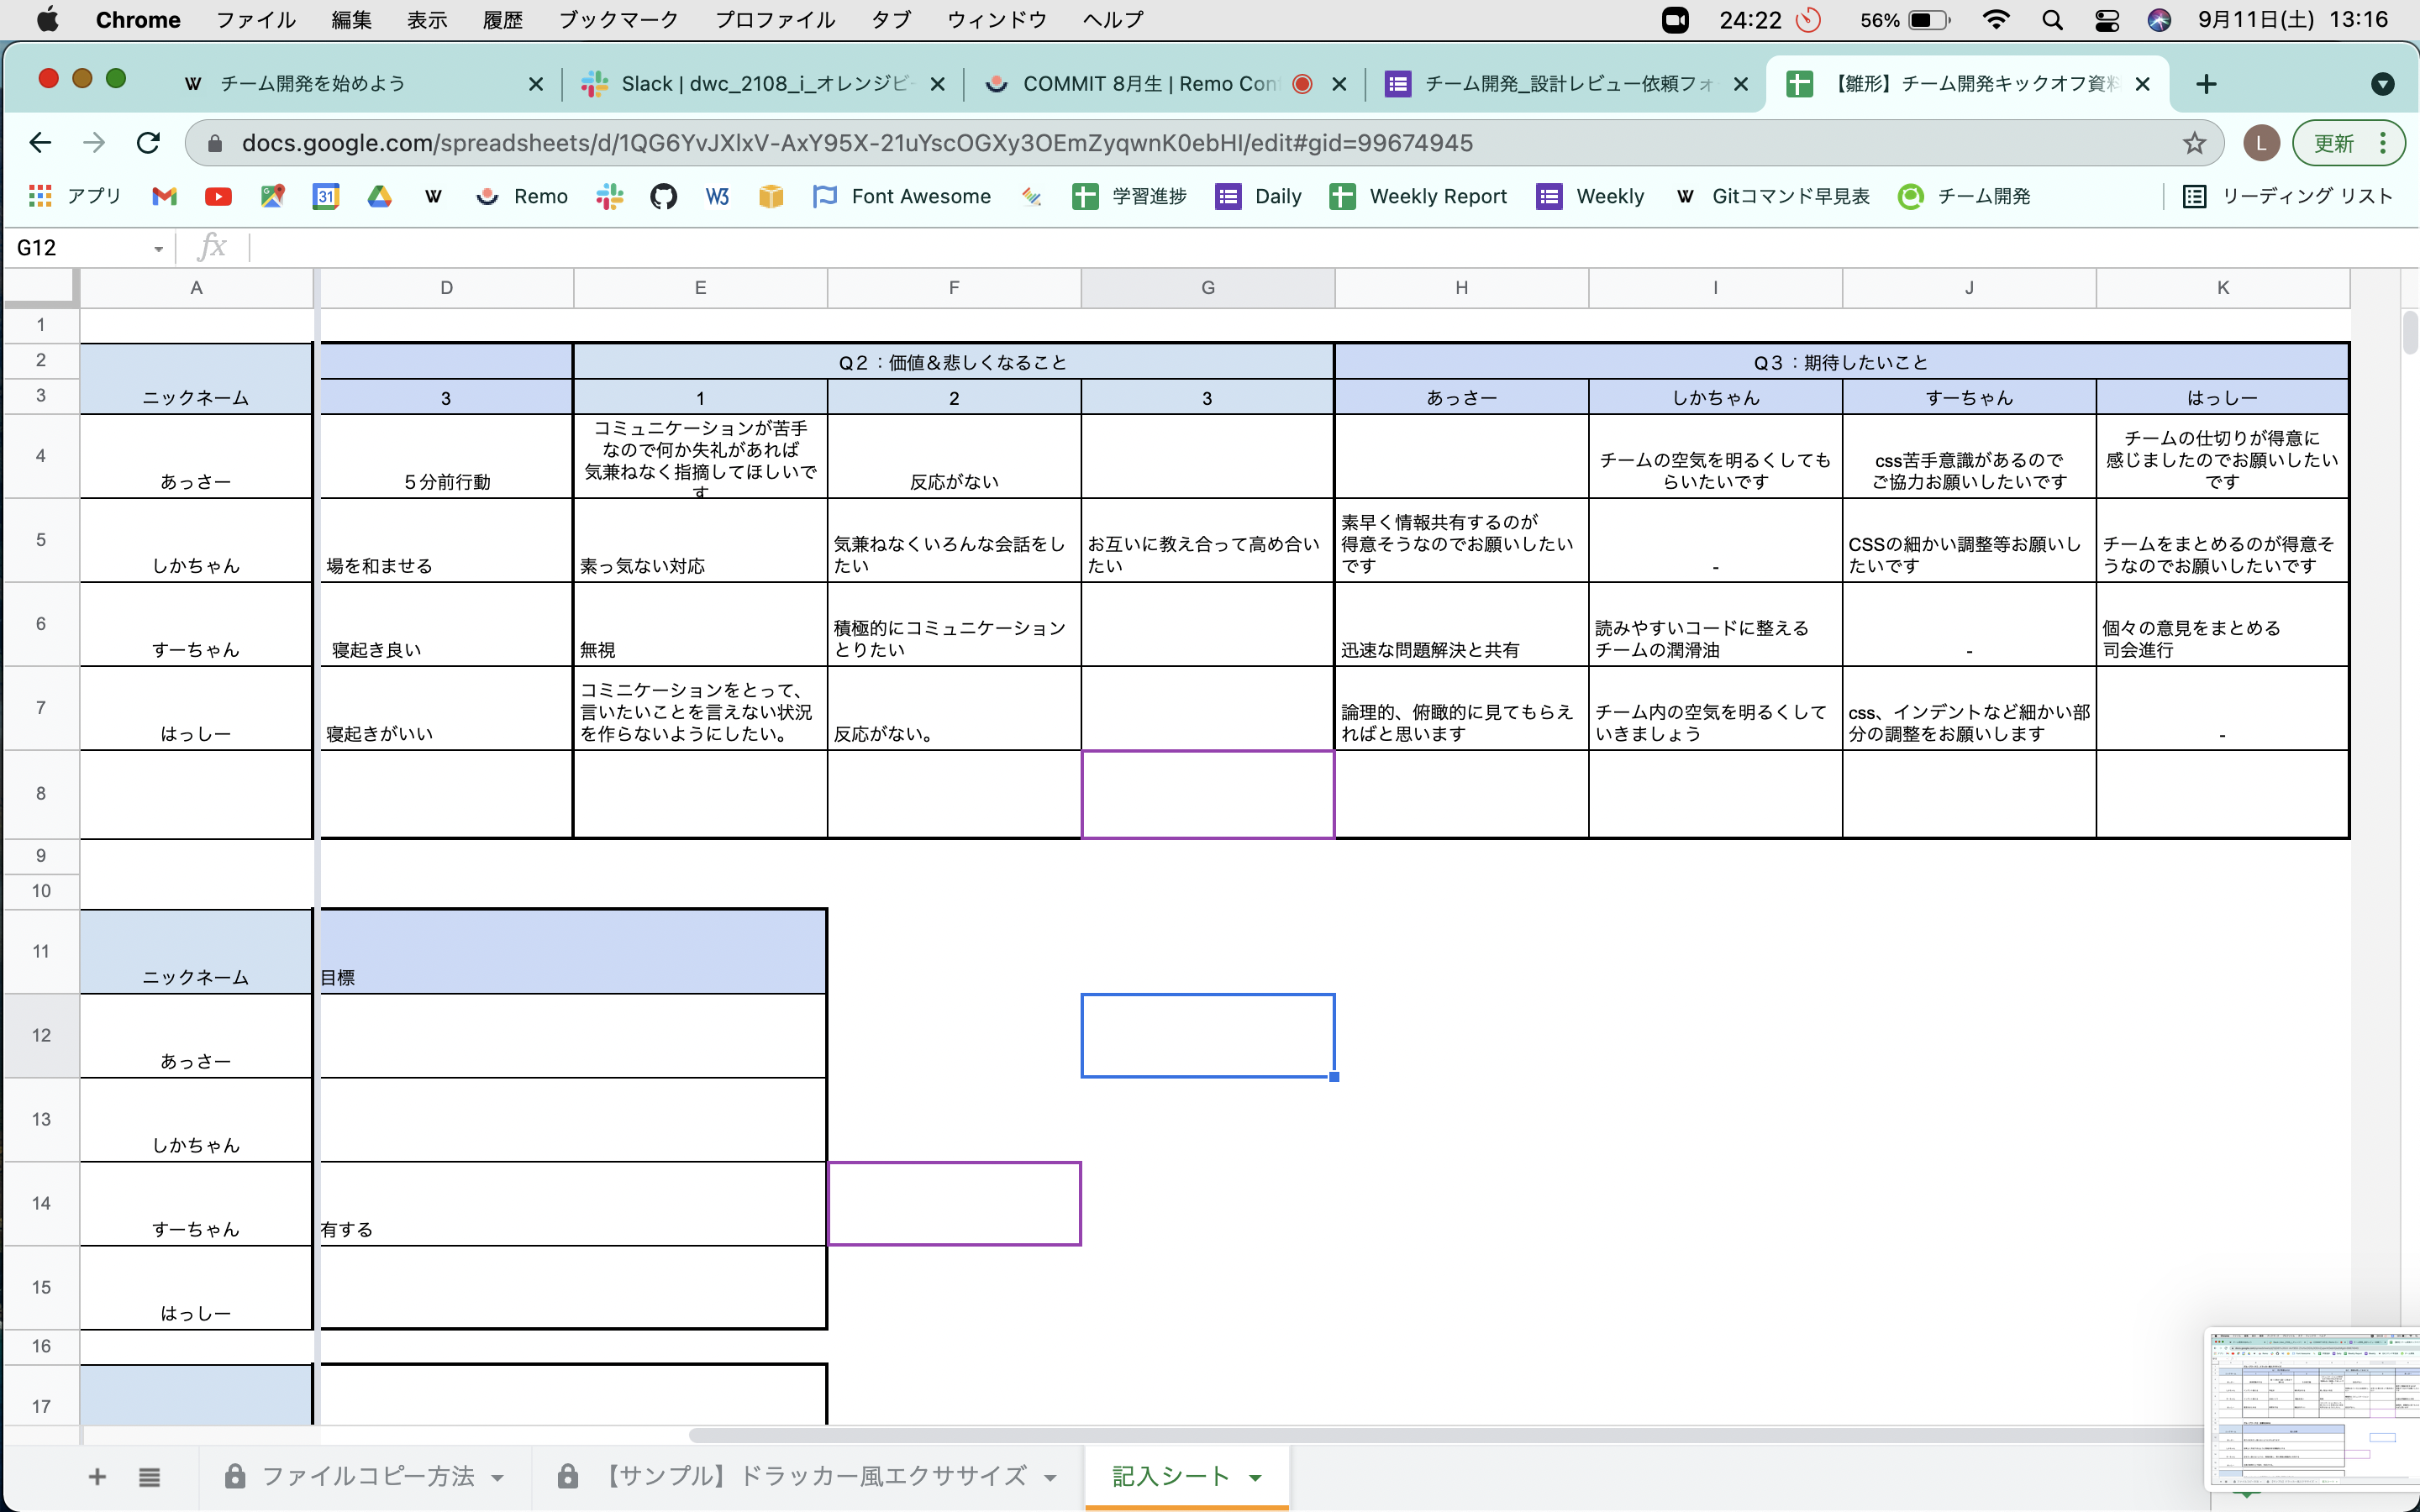 Chrome ファイル 編集 表示 履歴 ブックマーク プロファイル タブ ウィンドウ ヘルプ 24:22 56% 9月11日(土) 13:16
W チーム開発を始めよう Slack | dwc_2108_i_オレンジビ COMMIT 8月生 | Remo Con チーム開発_設計レビュー依頼フォ 【雛形】チーム開発キックオフ資料
docs.google.com/spreadsheets/d/1QG6YvJXlxV-AxY95X-21uYscOGXy3OEmZyqwnK0ebHI/edit#gid=99674945 L 更新
アプリ 31 W Remo W3 Font Awesome 学習進捗 Daily Weekly Report Weekly W Gitコマンド早見表 チーム開発 リーディング リスト
G12 fx
A D E F G H I J K
1
2 Q2：価値&悲しくなること Q3：期待したいこと
3 ニックネーム 3 1 2 3 あっさー しかちゃん すーちゃん はっしー
4 あっさー 5分前行動
コミュニケーションが苦手
なので何か失礼があれば
気兼ねなく指摘してほしいで
す
反応がない
チームの空気を明るくしても
らいたいです
css苦手意識があるので
ご協力お願いしたいです
チームの仕切りが得意に
感じましたのでお願いしたい
です
5 しかちゃん 場を和ませる 素っ気ない対応
気兼ねなくいろんな会話をし
たい
お互いに教え合って高め合い
たい
素早く情報共有するのが
得意そうなのでお願いしたい
です
-
CSSの細かい調整等お願いし
たいです
チームをまとめるのが得意そ
うなのでお願いしたいです
6 すーちゃん 寝起き良い 無視
積極的にコミュニケーション
とりたい
迅速な問題解決と共有
読みやすいコードに整える
チームの潤滑油
-
個々の意見をまとめる
司会進行
7 はっしー 寝起きがいい
コミニケーションをとって、
言いたいことを言えない状況
を作らないようにしたい。
反応がない。
論理的、俯瞰的に見てもらえ
ればと思います
チーム内の空気を明るくして
いきましょう
css、インデントなど細かい部
分の調整をお願いします
-
8
9
10
11 ニックネーム 目標
12 あっさー
13 しかちゃん
14 すーちゃん 有する
15 はっしー
16
17
ファイルコピー方法 【サンプル】ドラッカー風エクササイズ 記入シート